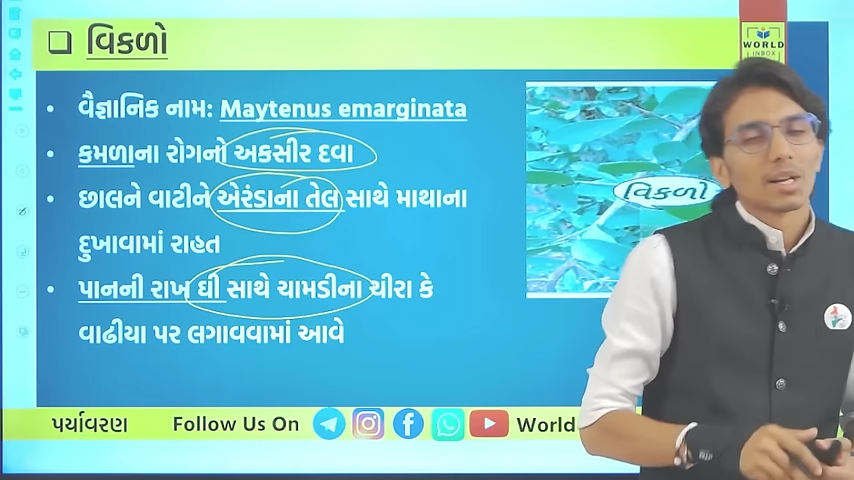 ❑ વિકળો
WORLD
INBOX
• વૈજ્ઞાનિક નામ: Maytenus emarginata
• કમળાના રોગનો અકસીર દવા
• છાલને વાટીને એરંડાના તેલ સાથે માથાના
દુખાવામાં રાહત
વિકળો
• પાનની રાખ ઘી સાથે ચામડીના ચીરા કે
વાઢીયા પર લગાવવામાં આવે
પર્યાવરણ Follow Us On World